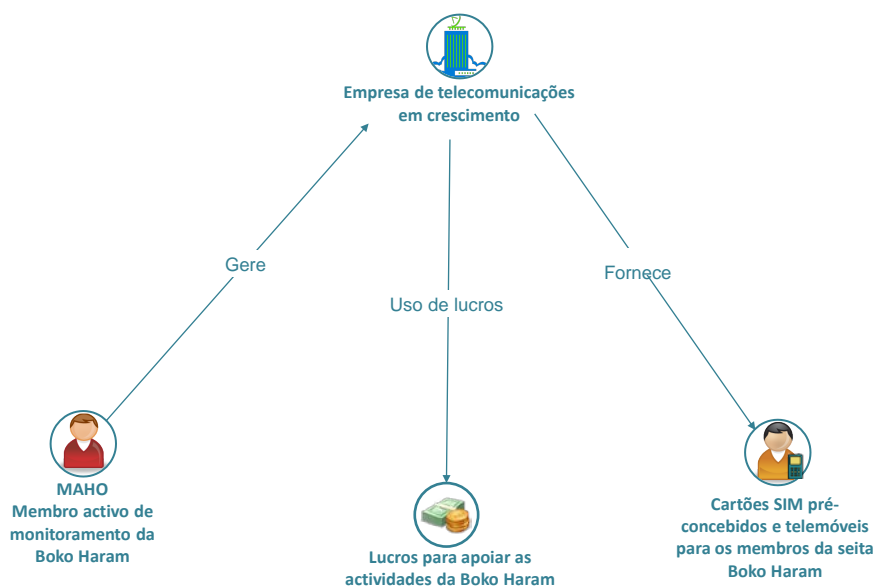 Empresa de telecomunicações
em crescimento
Gere
Uso de lucros
Fornece
MAHO
Membro activo de
monitoramento da
Boko Haram
Lucros para apoiar as
actividades da Boko Haram
Cartões SIM pré-
concebidos e telemóveis
para os membros da seita
Boko Haram